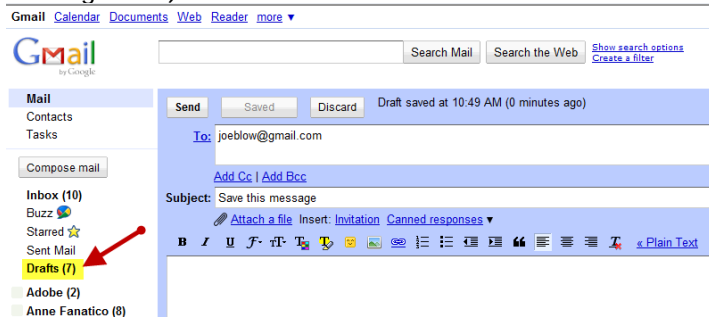 Gmail Calendar Documents Web Reader more ▼
Gmail
by Google
Search Mail Search the Web Show search options
Create a filter
Mail
Contacts
Tasks
Compose mail
Inbox (10)
Buzz
Starred
Sent Mail
Drafts (7)
Adobe (2)
Anne Fanatico (8)
Send Saved Discard Draft saved at 10:49 AM (0 minutes ago)
To: joeblow@gmail.com
Add Cc | Add Bcc
Subject: Save this message
Attach a file Insert: Invitation Canned responses ▼
B I U F TT T T « Plain Text